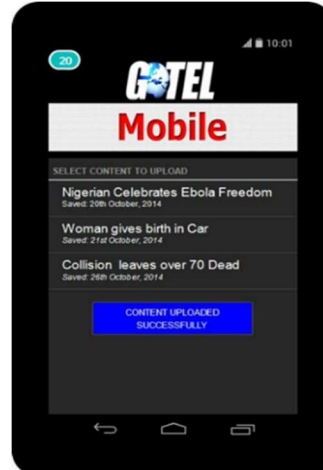 20
10:01
GOTEL
Mobile
SELECT CONTENT TO UPLOAD
Nigerian Celebrates Ebola Freedom
Saved: 20th October, 2014
Woman gives birth in Car
Saved: 21st October, 2014
Collision leaves over 70 Dead
Saved: 26th October, 2014
CONTENT UPLOADED
SUCCESSFULLY